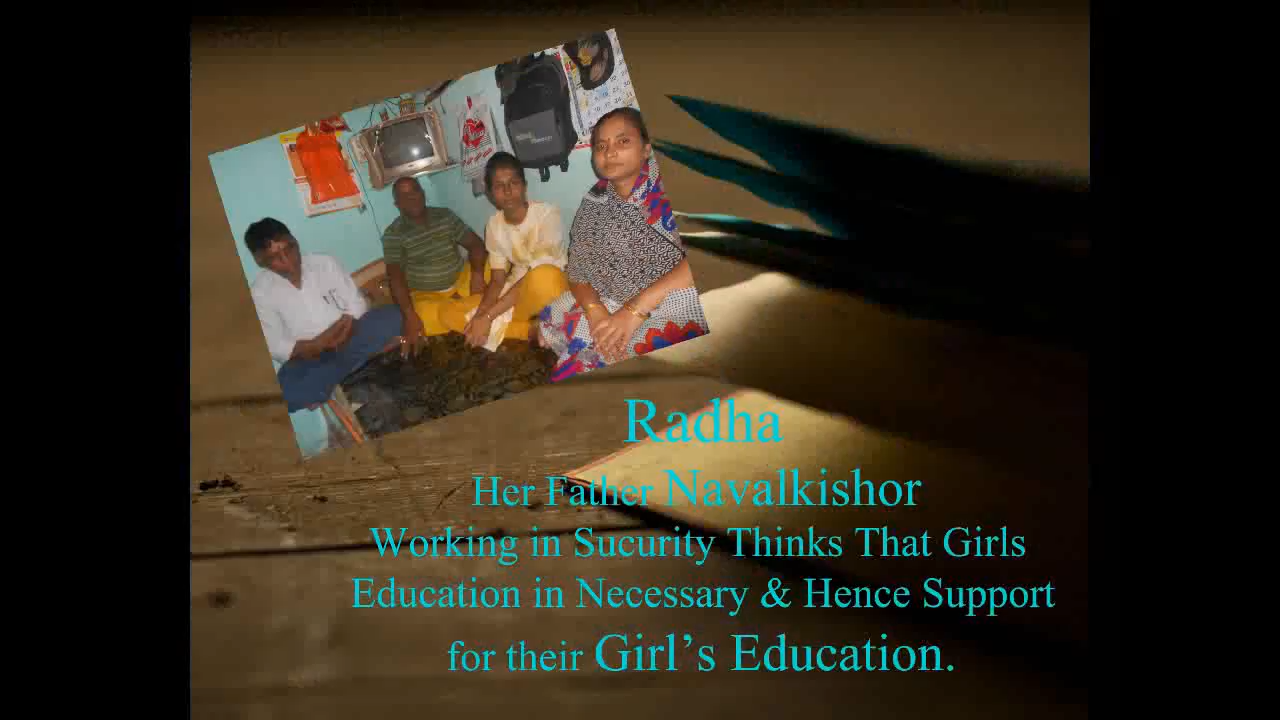 Radha
Her Father Navalkishor
Working in Sucurity Thinks That Girls
Education in Necessary & Hence Support
for their Girl’s Education.